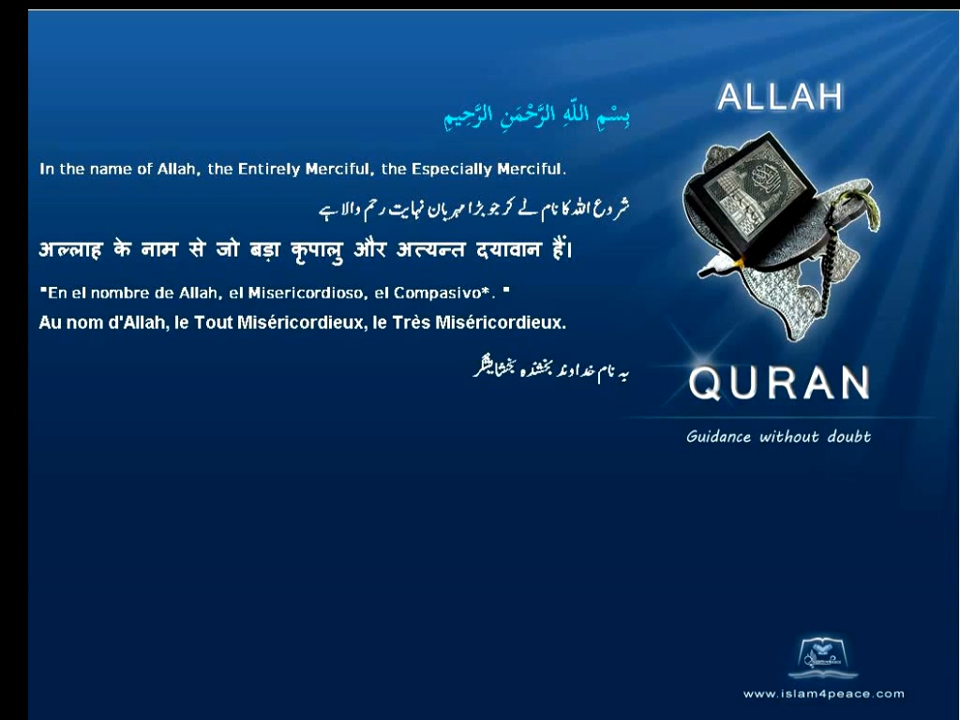 بِسْمِ اللّهِ الرَّحْمَنِ الرَّحِيمِ
In the name of Allah, the Entirely Merciful, the Especially Merciful.
شروع اللہ کا نام لے کر جو بڑا مہربان نہایت رحم والا ہے
अल्लाह के नाम से जो बड़ा कृपालु और अत्यन्त दयावान हैं।
"En el nombre de Allah, el Misericordioso, el Compasivo*. "
Au nom d'Allah, le Tout Miséricordieux, le Très Miséricordieux.
به نام خداوند بخشنده بخشایشگر
ALLAH
QURAN
Guidance without doubt
www.islam4peace.com